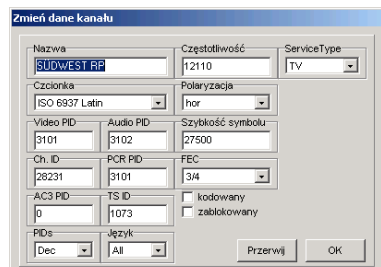 Zmień dane kanału
Nazwa Częstotliwość ServiceType
SÜDWEST RP 12110 TV
Czcionka Polaryzacja
ISO 6937 Latin hor
Video PID Audio PID Szybkość symbolu
3101 3102 27500
Ch. ID PCR PID FEC
28231 3101 3/4
AC3 PID TS ID kodowany
0 1073 zablokowany
PIDs Język
Dec All Przerwij OK